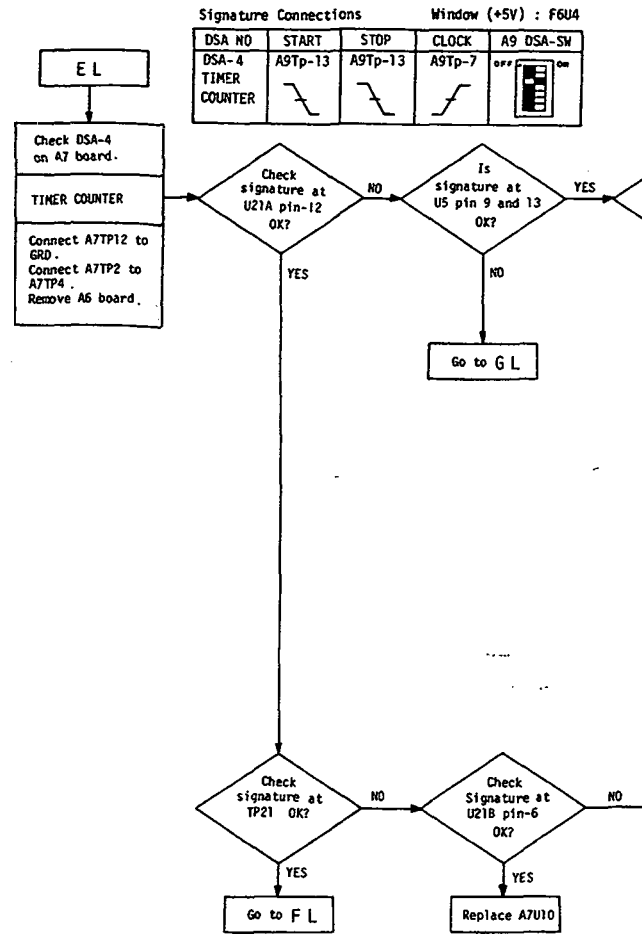 Signature Connections Window (+5V) : F6U4
DSA NO START STOP CLOCK A9 DSA-SW
DSA-4 TIMER COUNTER A9Tp-13 A9Tp-13 A9Tp-7 OFF ON
E L
Check DSA-4
on A7 board.
TIMER COUNTER
Connect A7TP12 to
GRD.
Connect A7TP2 to
A7TP4.
Remove A6 board.
Check
signature at
U21A pin-12
OK?
NO
YES
Is
signature at
U5 pin 9 and 13
OK?
YES
NO
Go to G L
Check
signature at
TP21 OK?
NO
YES
Go to F L
Check
Signature at
U21B pin-6
OK?
NO
YES
Replace A7U10